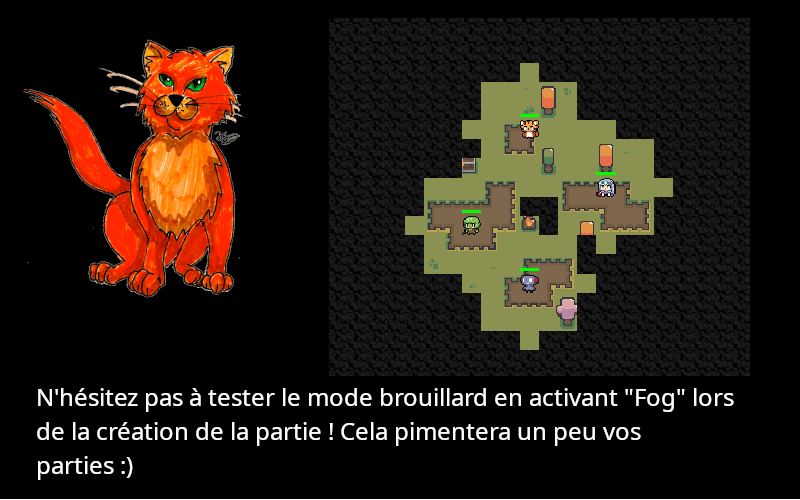 N'hésitez pas à tester le mode brouillard en activant "Fog" lors
de la création de la partie ! Cela pimentera un peu vos
parties :)